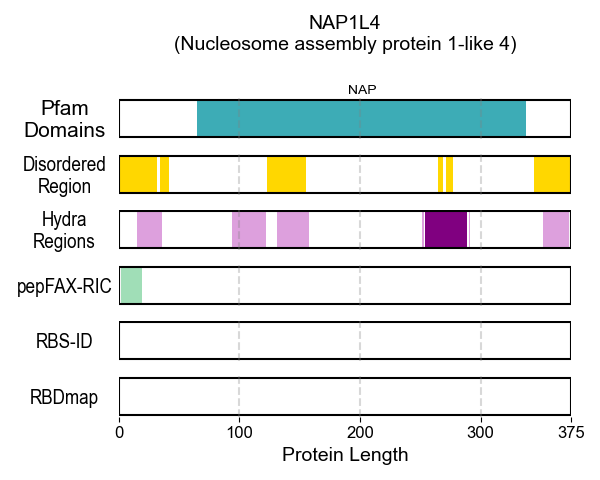 NAP1L4
(Nucleosome assembly protein 1-like 4)
NAP
Pfam
Domains
Disordered
Region
Hydra
Regions
pepFAX-RIC
RBS-ID
RBDmap
0 100 200 300 375
Protein Length